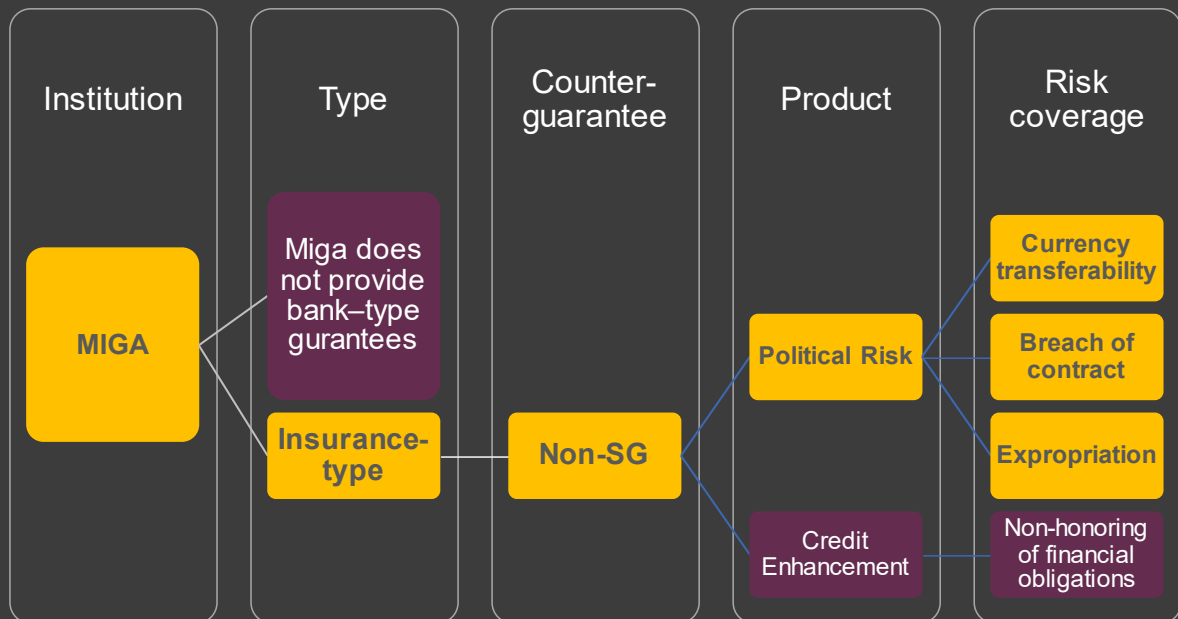 Institution
Type
Counter-
guarantee
Product
Risk
coverage
MIGA
Miga does
not provide
bank–type
gurantees
Insurance-
type
Non-SG
Political Risk
Credit
Enhancement
Currency
transferability
Breach of
contract
Expropriation
Non-honoring
of financial
obligations